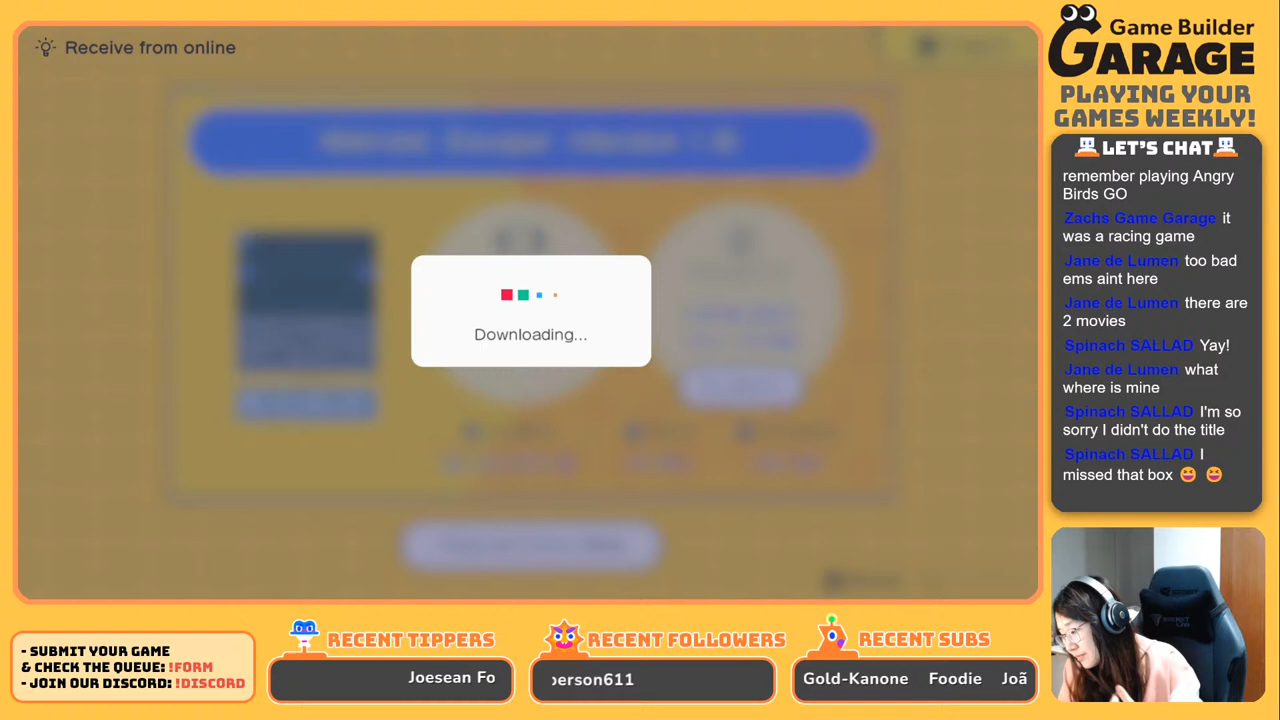 Receive from online
Downloading...
Game Builder
GARAGE
PLAYING YOUR
GAMES WEEKLY!
LET'S CHAT
remember playing Angry
Birds GO
Zachs Game Garage it
was a racing game
Jane de Lumen too bad
ems aint here
Jane de Lumen there are
2 movies
Spinach SALLAD Yay!
Jane de Lumen what
where is mine
Spinach SALLAD I'm so
sorry I didn't do the title
Spinach SALLAD I
missed that box 😆 😆
- SUBMIT YOUR GAME
& CHECK THE QUEUE: !FORM
- JOIN OUR DISCORD: !DISCORD
RECENT TIPPERS
Joesean Fo
RECENT FOLLOWERS
person611
RECENT SUBS
Gold-Kanone Foodie Joã